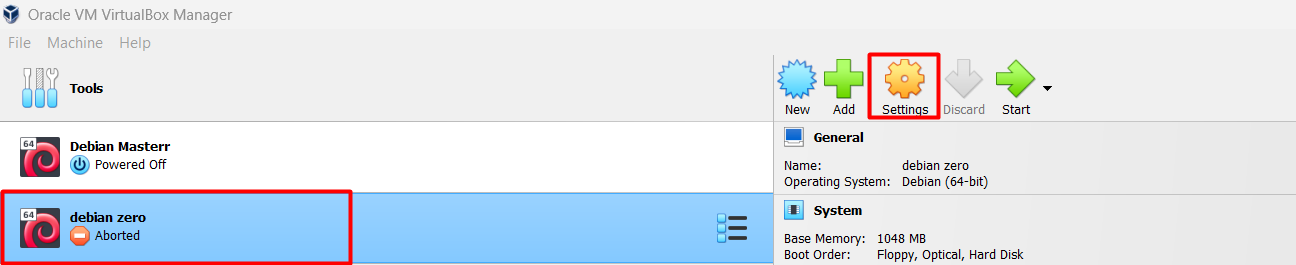 Oracle VM VirtualBox Manager
File Machine Help
Tools
New Add Settings Discard Start
64
Debian Masterr
Powered Off
64
debian zero
Aborted
General
Name: debian zero
Operating System: Debian (64-bit)
System
Base Memory: 1048 MB
Boot Order: Floppy, Optical, Hard Disk